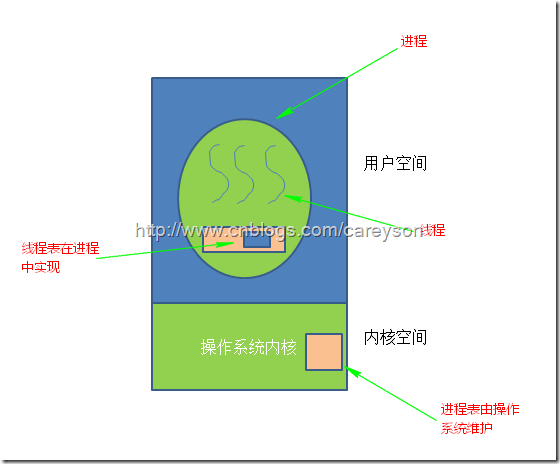 进程
用户空间
http://www.cnblogs.com/careyson
线程
线程表在进程
中实现
操作系统内核
内核空间
进程表由操作
系统维护